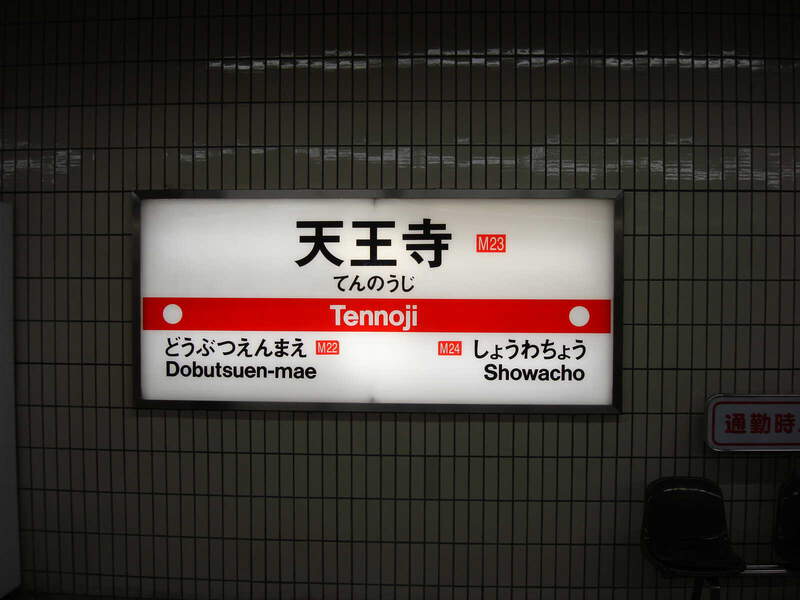 天王寺 M23
てんのうじ
Tennoji
どうぶつえんまえ M22
Dobutsuen-mae
M24 しょうわちょう
Showacho
通勤時